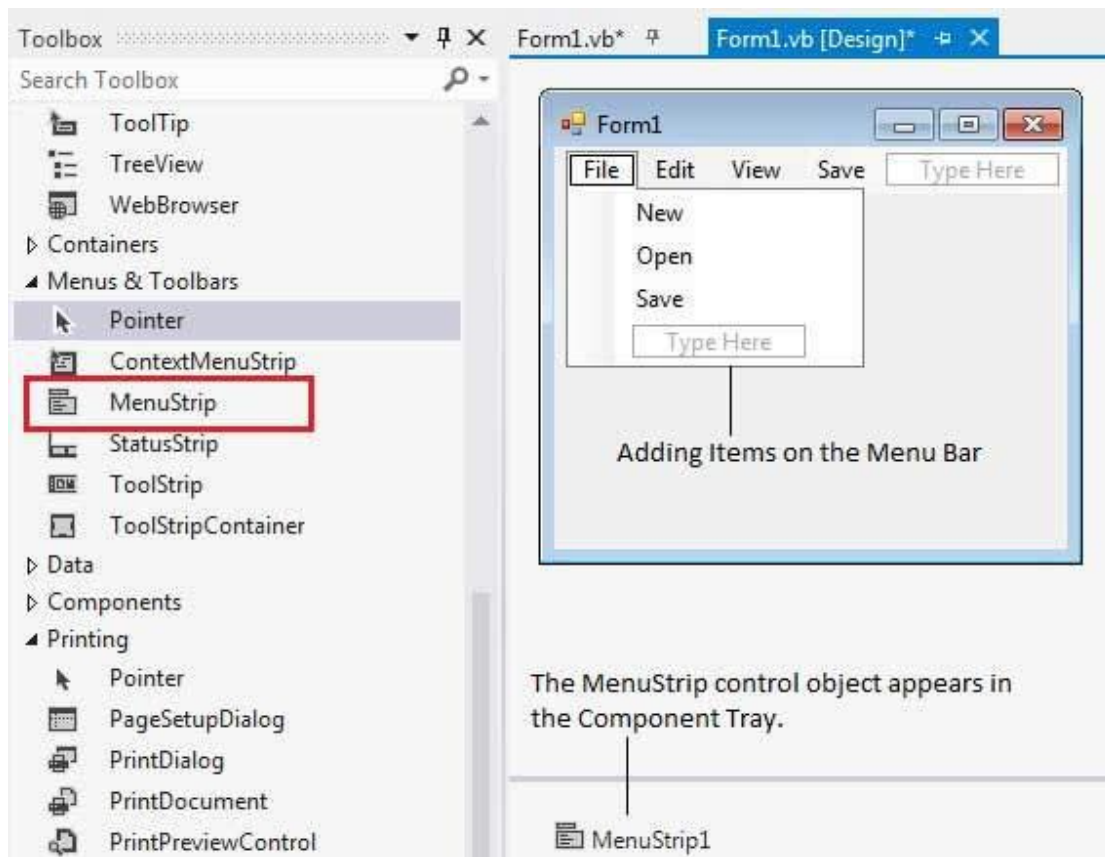 Toolbox
Search Toolbox
ToolTip
TreeView
WebBrowser
Containers
Menus & Toolbars
Pointer
ContextMenuStrip
MenuStrip
StatusStrip
ToolStrip
ToolStripContainer
Data
Components
Printing
Pointer
PageSetupDialog
PrintDialog
PrintDocument
PrintPreviewControl
Form1.vb*
Form1.vb [Design]*
Form1
File Edit View Save Type Here
New
Open
Save
Type Here
Adding Items on the Menu Bar
The MenuStrip control object appears in
the Component Tray.
MenuStrip1